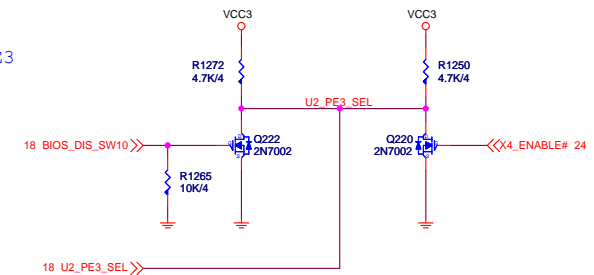 VCC3
VCC3
3
R1272
4.7K/4
R1250
4.7K/4
U2_PE3_SEL
18 BIOS_DIS_SW10
Q222
2N7002
Q220
2N7002
X4_ENABLE# 24
R1265
10K/4
18 U2_PE3_SEL